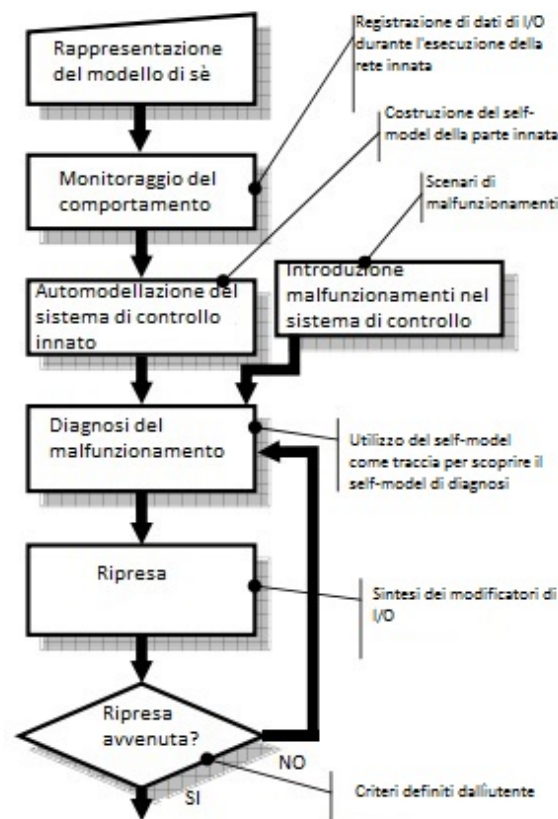 Rappresentazione
del modello di sè
Registrazione di dati di I/O
durante l'esecuzione della
rete innata
Costruzione del self-
model della parte innata
Monitoraggio del
comportamento
Scenari di
malfunzionamenti
Automodellazione del
sistema di controllo
innato
Introduzione
malfunzionamenti nel
sistema di controllo
Diagnosi del
malfunzionamento
Utilizzo del self-model
come traccia per scoprire il
self-model di diagnosi
Ripresa
Sintesi dei modificatori di
I/O
Ripresa
avvenuta?
NO
SI
Criteri definiti dallìutente